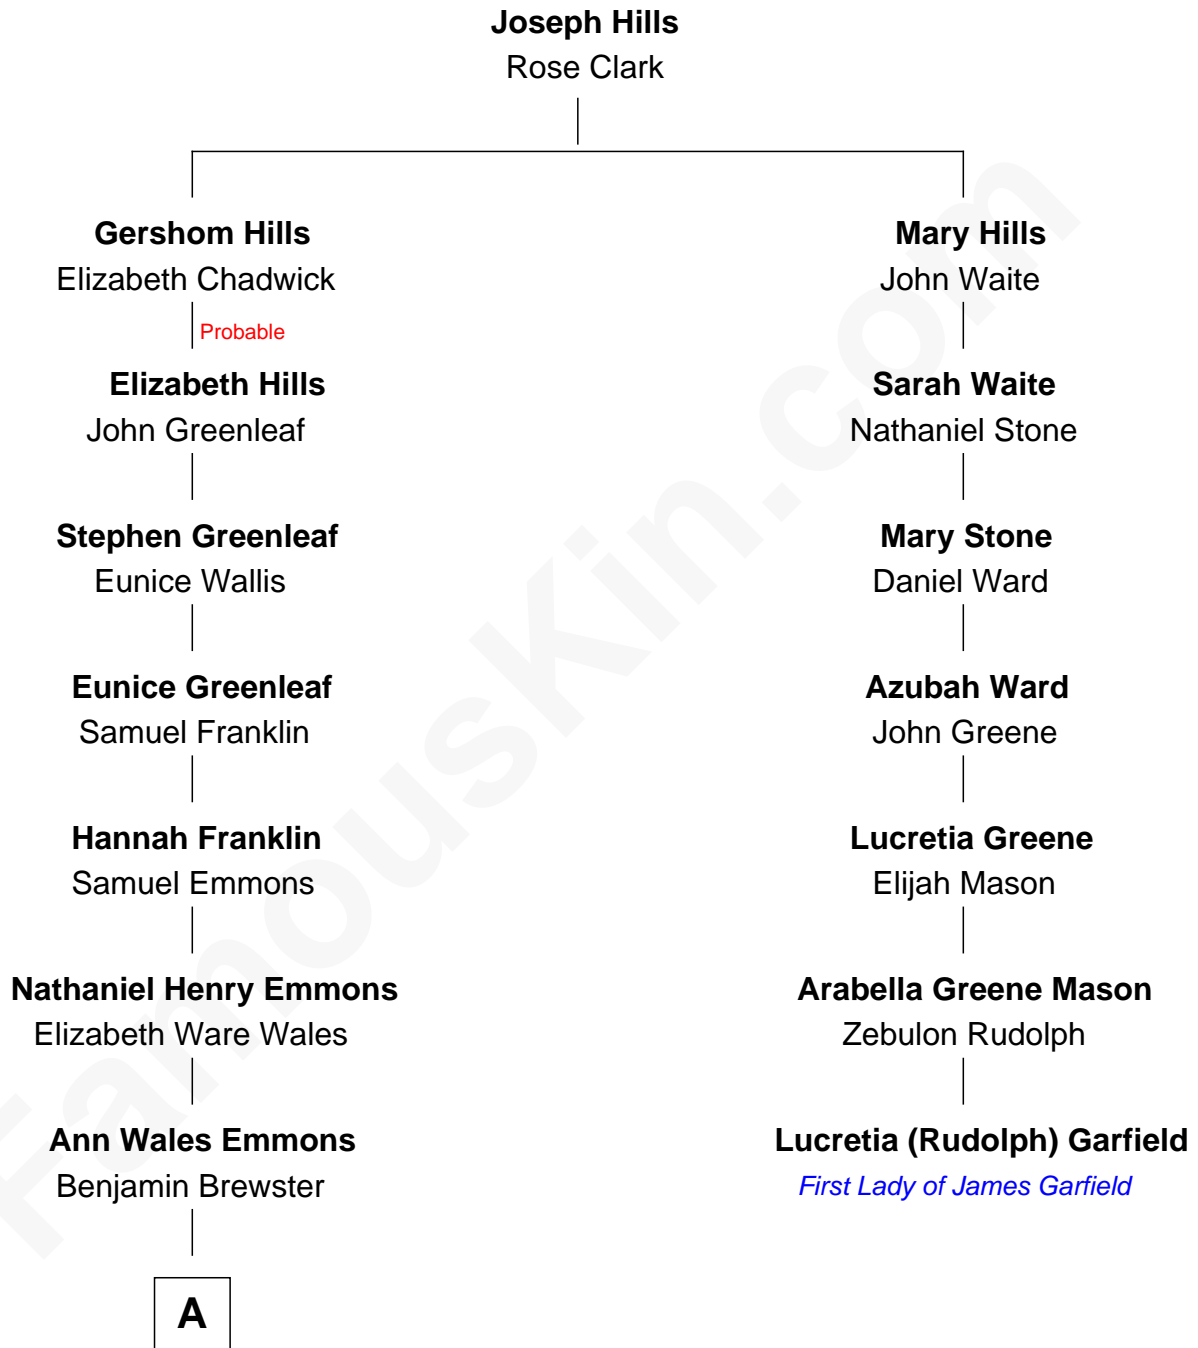 Joseph Hills
Rose Clark
Gershom Hills
Elizabeth Chadwick
Probable
Elizabeth Hills
John Greenleaf
Stephen Greenleaf
Eunice Wallis
Eunice Greenleaf
Samuel Franklin
Hannah Franklin
Samuel Emmons
Nathaniel Henry Emmons
Elizabeth Ware Wales
Ann Wales Emmons
Benjamin Brewster
A
Mary Hills
John Waite
Sarah Waite
Nathaniel Stone
Mary Stone
Daniel Ward
Azubah Ward
John Greene
Lucretia Greene
Elijah Mason
Arabella Greene Mason
Zebulon Rudolph
Lucretia (Rudolph) Garfield
First Lady of James Garfield
FamousKin.com